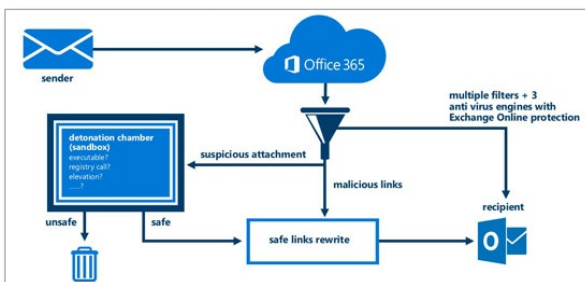 sender
Office 365
multiple filters + 3
anti virus engines with
Exchange Online protection
detonation chamber
(sandbox)
executable?
registry call?
elevation?
.....?
suspicious attachment
malicious links
recipient
unsafe
safe
safe links rewrite